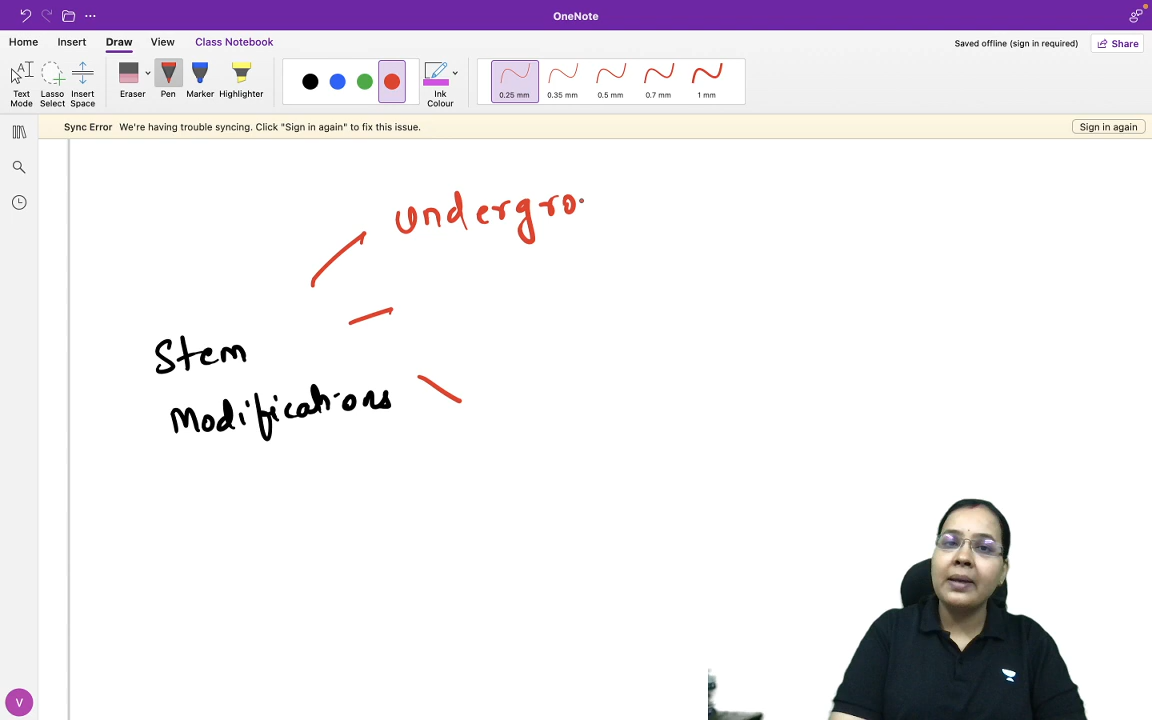 OneNote
Home Insert Draw View Class Notebook
Saved offline (sign in required) Share
Text Mode
Lasso Select
Insert Space
Eraser
Pen
Marker
Highlighter
Ink Colour
0.25 mm 0.35 mm 0.5 mm 0.7 mm 1 mm
Sync Error We're having trouble syncing. Click "Sign in again" to fix this issue. Sign in again
undergro
Stem
Modifications
V